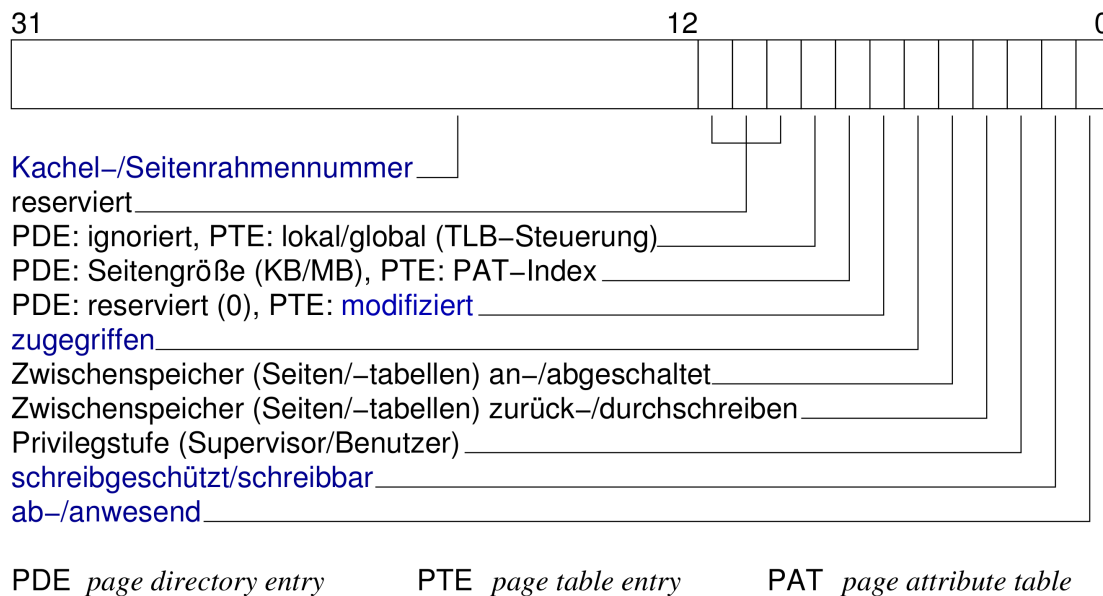 31 12 0
Kachel–/Seitenrahmennummer
reserviert
PDE: ignoriert, PTE: lokal/global (TLB–Steuerung)
PDE: Seitengröße (KB/MB), PTE: PAT–Index
PDE: reserviert (0), PTE: modifiziert
zugegriffen
Zwischenspeicher (Seiten/–tabellen) an–/abgeschaltet
Zwischenspeicher (Seiten/–tabellen) zurück–/durchschreiben
Privilegstufe (Supervisor/Benutzer)
schreibgeschützt/schreibbar
ab–/anwesend
PDE page directory entry PTE page table entry PAT page attribute table